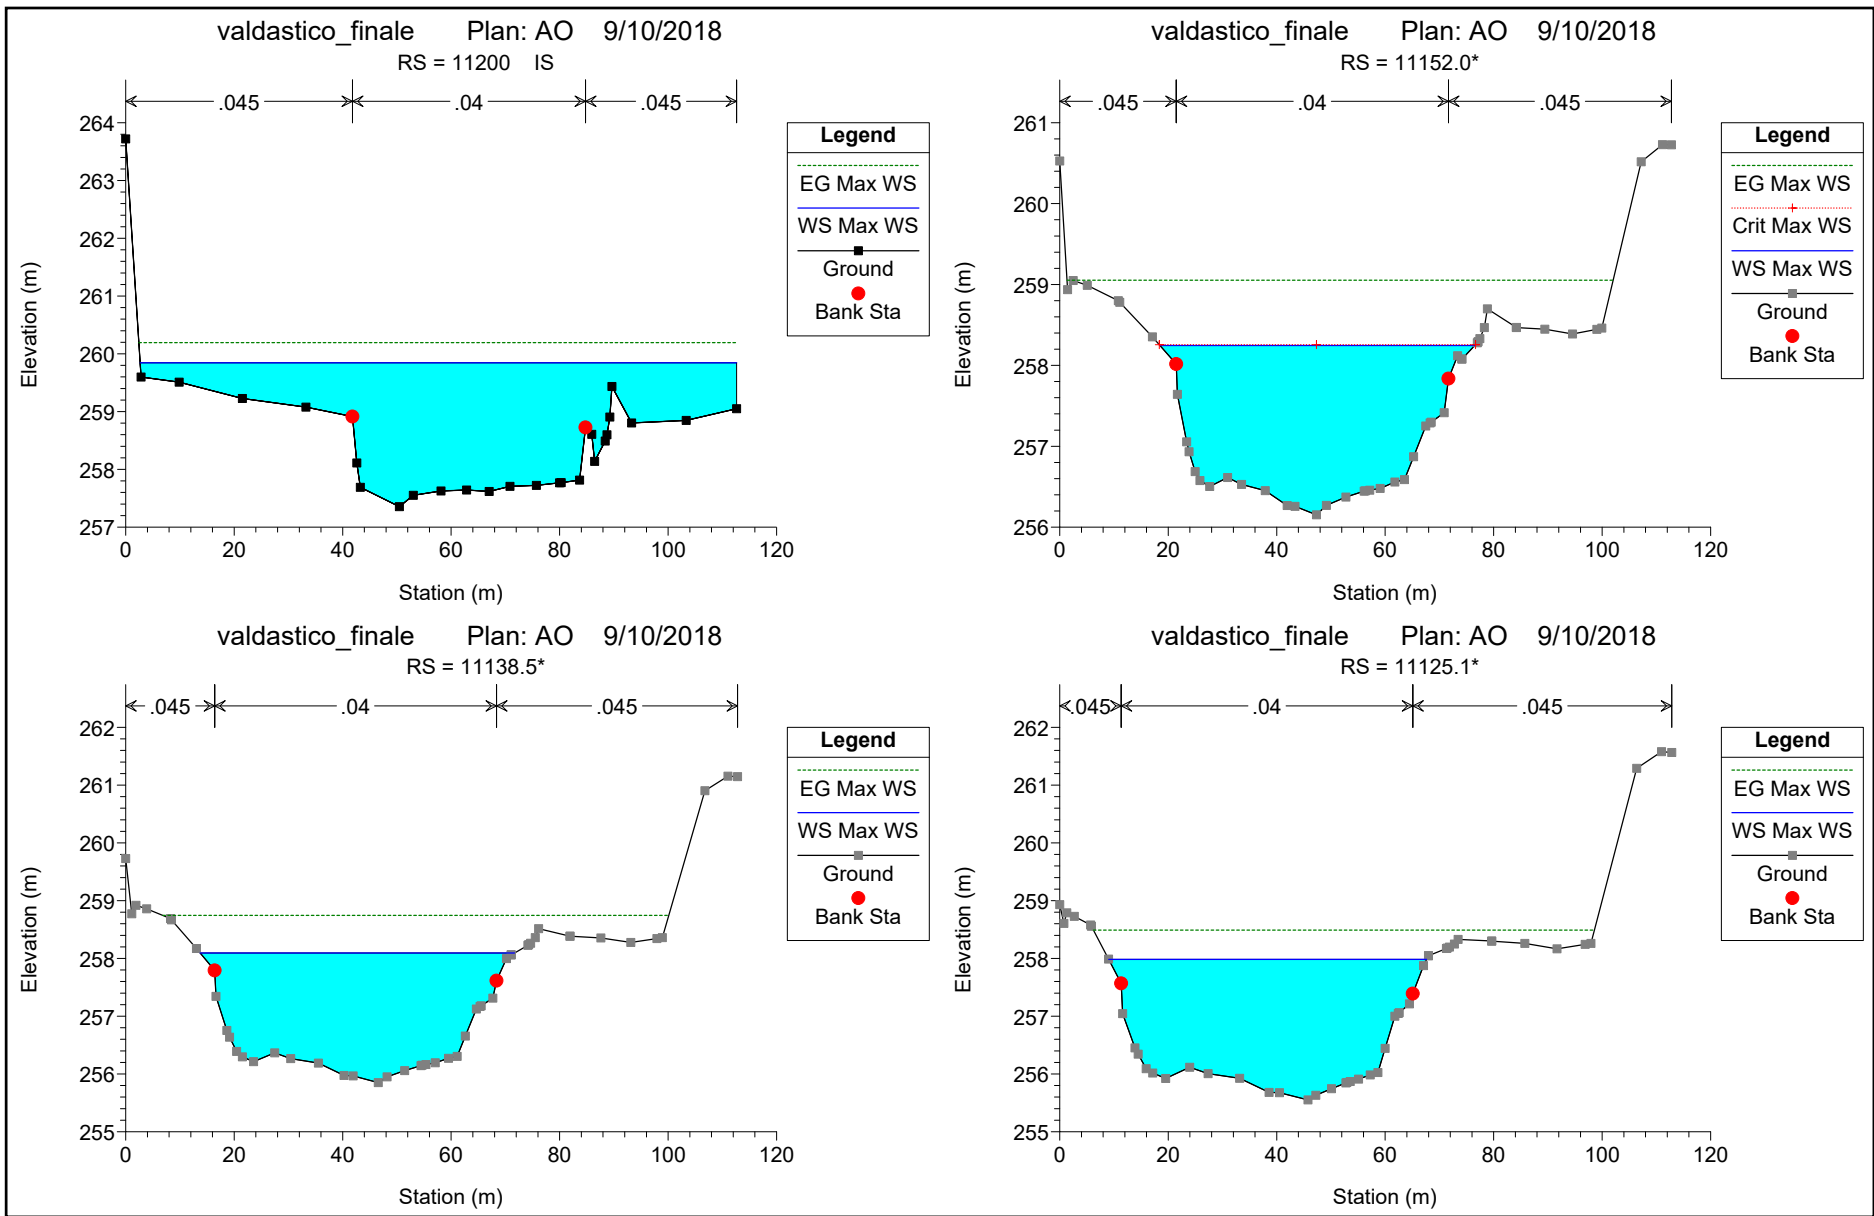 valdastico_finale Plan: AO 9/10/2018
RS = 11200 IS
.045 .04 .045
264
263
262
261
260
259
258
257
Elevation (m)
0 20 40 60 80 100 120
Station (m)
Legend
EG Max WS
WS Max WS
Ground
Bank Sta
valdastico_finale Plan: AO 9/10/2018
RS = 11152.0*
.045 .04 .045
261
260
259
258
257
256
Elevation (m)
0 20 40 60 80 100 120
Station (m)
Legend
EG Max WS
Crit Max WS
WS Max WS
Ground
Bank Sta
valdastico_finale Plan: AO 9/10/2018
RS = 11138.5*
.045 .04 .045
262
261
260
259
258
257
256
255
Elevation (m)
0 20 40 60 80 100 120
Station (m)
Legend
EG Max WS
WS Max WS
Ground
Bank Sta
valdastico_finale Plan: AO 9/10/2018
RS = 11125.1*
.045 .04 .045
262
261
260
259
258
257
256
255
Elevation (m)
0 20 40 60 80 100 120
Station (m)
Legend
EG Max WS
WS Max WS
Ground
Bank Sta